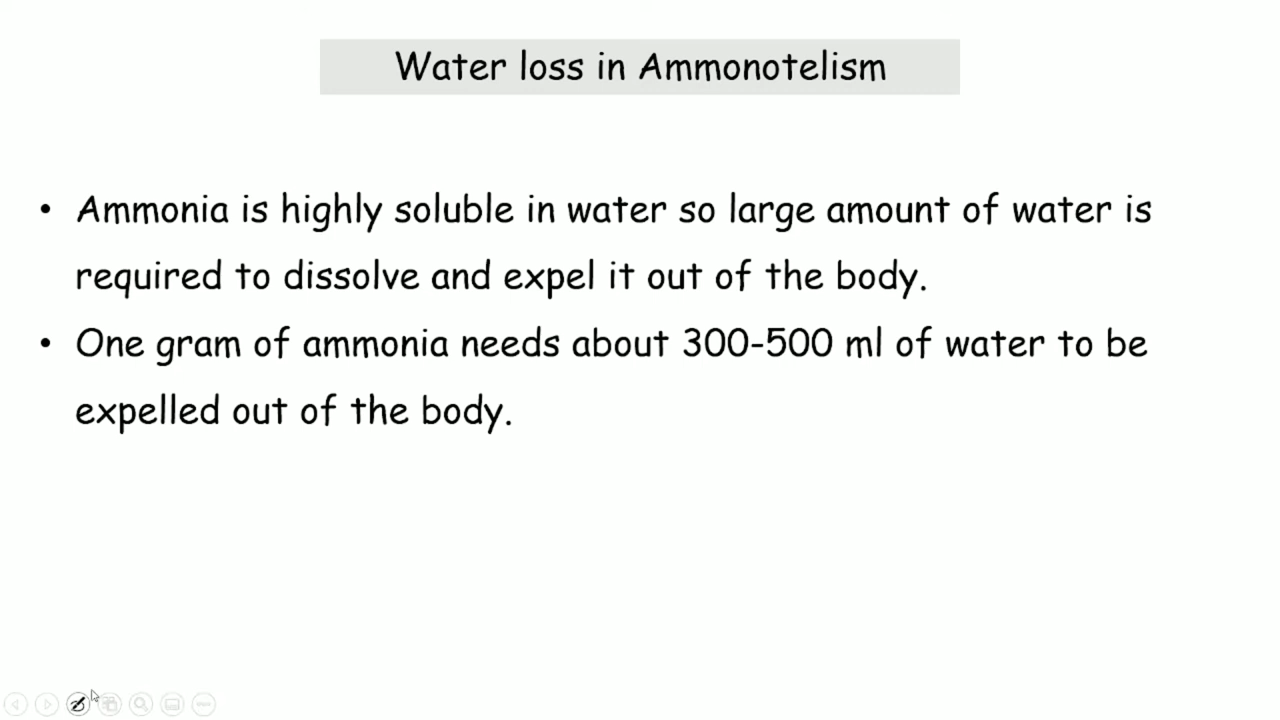 Water loss in Ammonotelism
• Ammonia is highly soluble in water so large amount of water is
required to dissolve and expel it out of the body.
• One gram of ammonia needs about 300-500 ml of water to be
expelled out of the body.